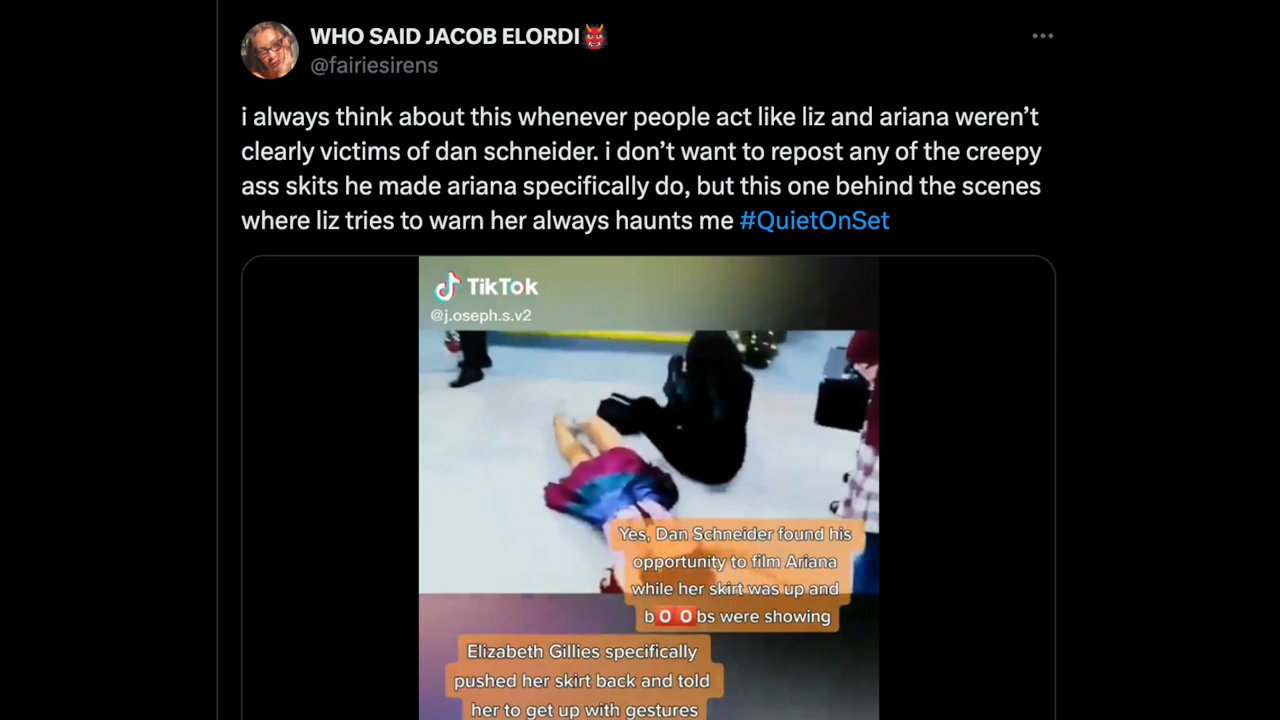 WHO SAID JACOB ELORDI👹
@fairiesirens
i always think about this whenever people act like liz and ariana weren’t
clearly victims of dan schneider. i don’t want to repost any of the creepy
ass skits he made ariana specifically do, but this one behind the scenes
where liz tries to warn her always haunts me #QuietOnSet
TikTok
@j.oseph.s.v2
Yes, Dan Schneider found his
opportunity to film Ariana
while her skirt was up and
b🅾️🅾️bs were showing
Elizabeth Gillies specifically
pushed her skirt back and told
her to get up with gestures